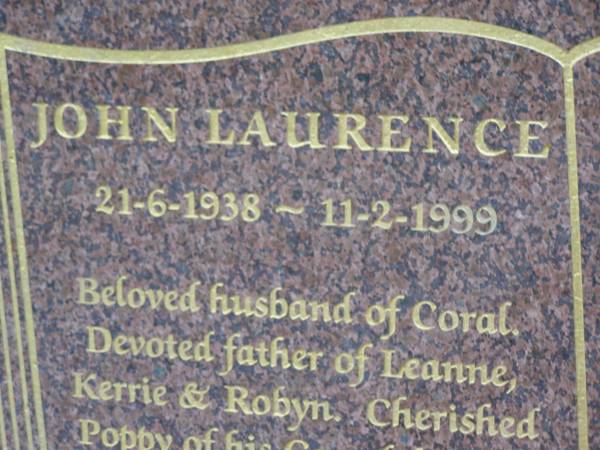 JOHN LAURENCE
21-6-1938 ~ 11-2-1999
Beloved husband of Coral.
Devoted father of Leanne,
Kerrie & Robyn. Cherished
Poppy of his